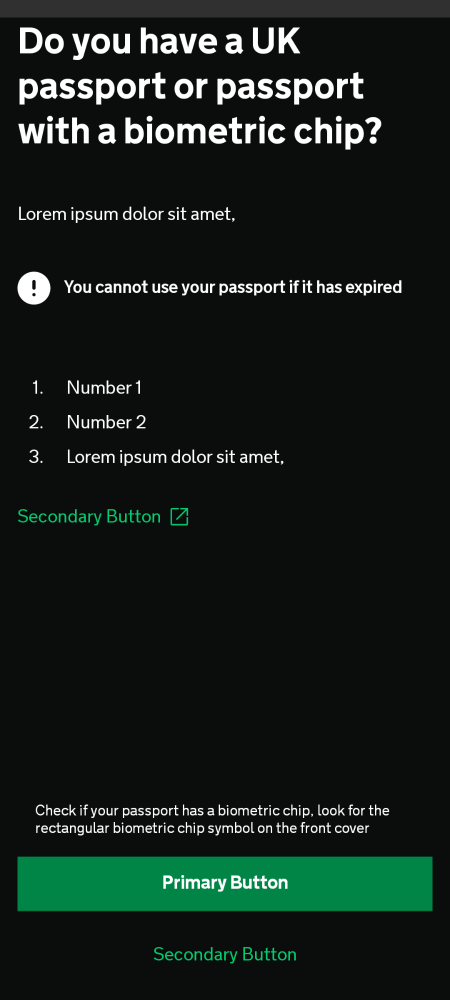 Do you have a UK
passport or passport
with a biometric chip?
Lorem ipsum dolor sit amet,
You cannot use your passport if it has expired
1. Number 1
2. Number 2
3. Lorem ipsum dolor sit amet,
Secondary Button
Check if your passport has a biometric chip, look for the
rectangular biometric chip symbol on the front cover
Primary Button
Secondary Button